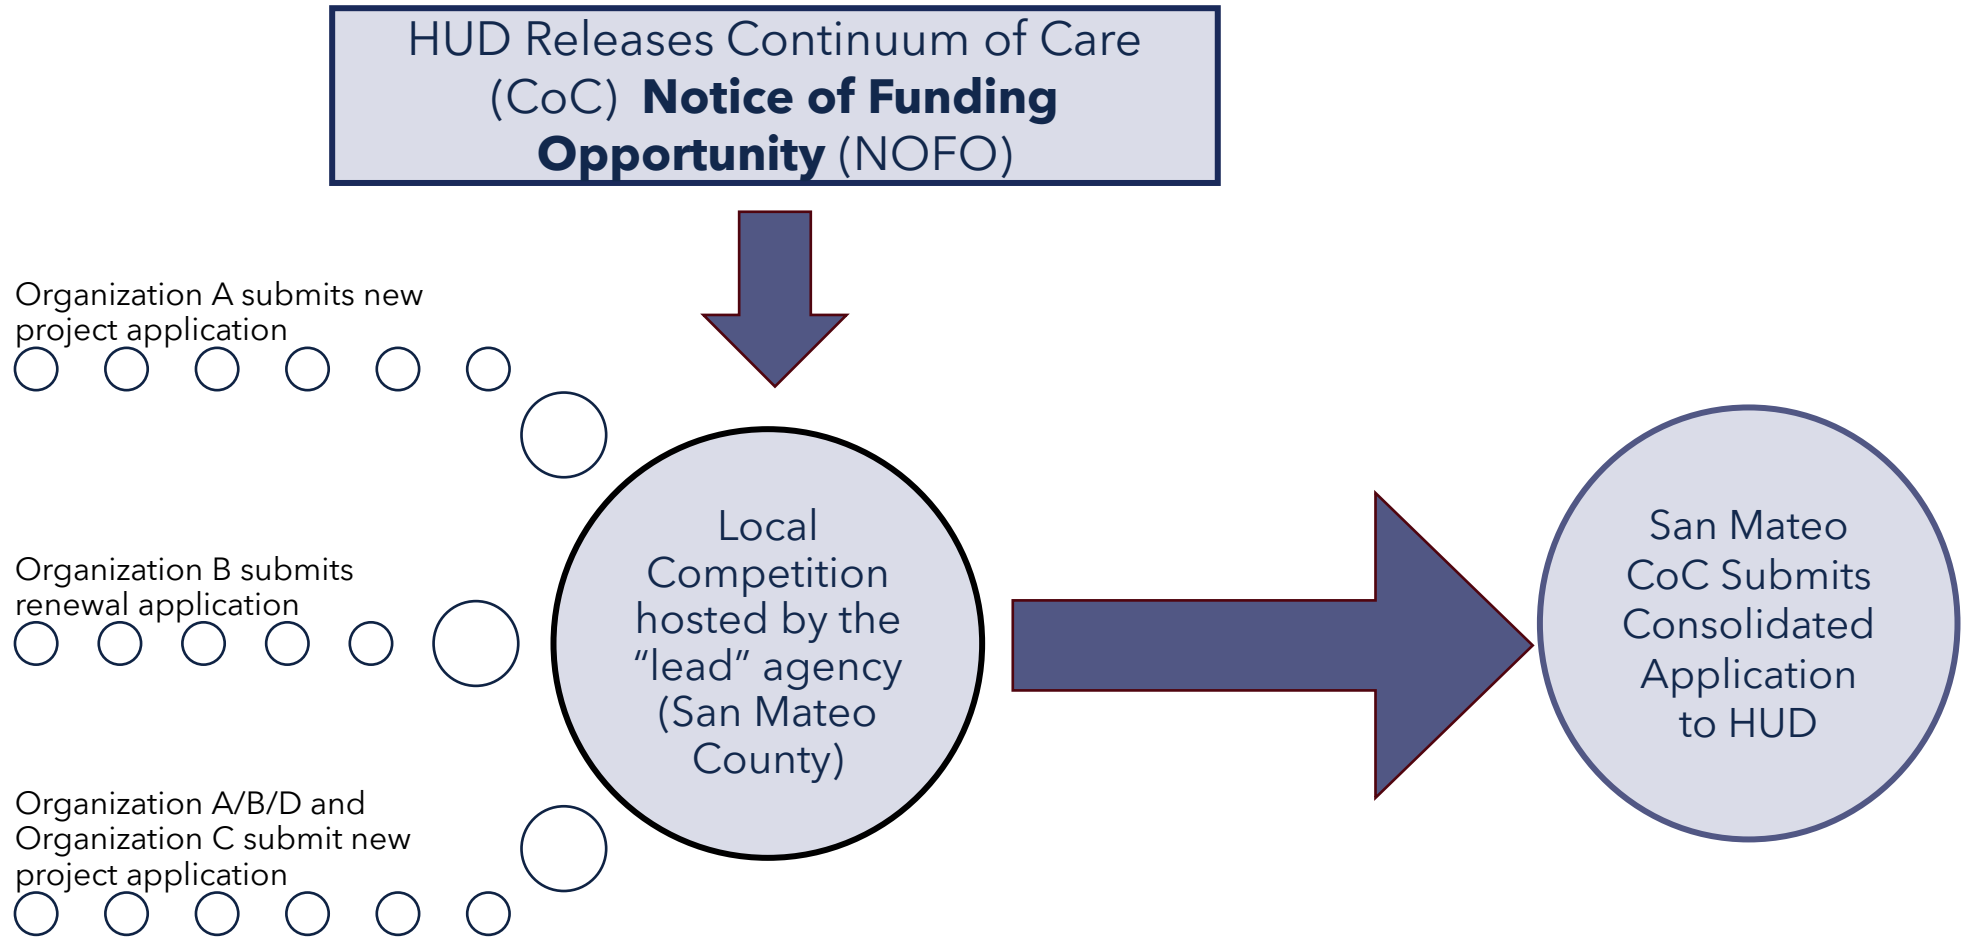 HUD Releases Continuum of Care
(CoC) Notice of Funding
Opportunity (NOFO)
Organization A submits new
project application
Organization B submits
renewal application
Organization A/B/D and
Organization C submit new
project application
Local
Competition
hosted by the
“lead” agency
(San Mateo
County)
San Mateo
CoC Submits
Consolidated
Application
to HUD